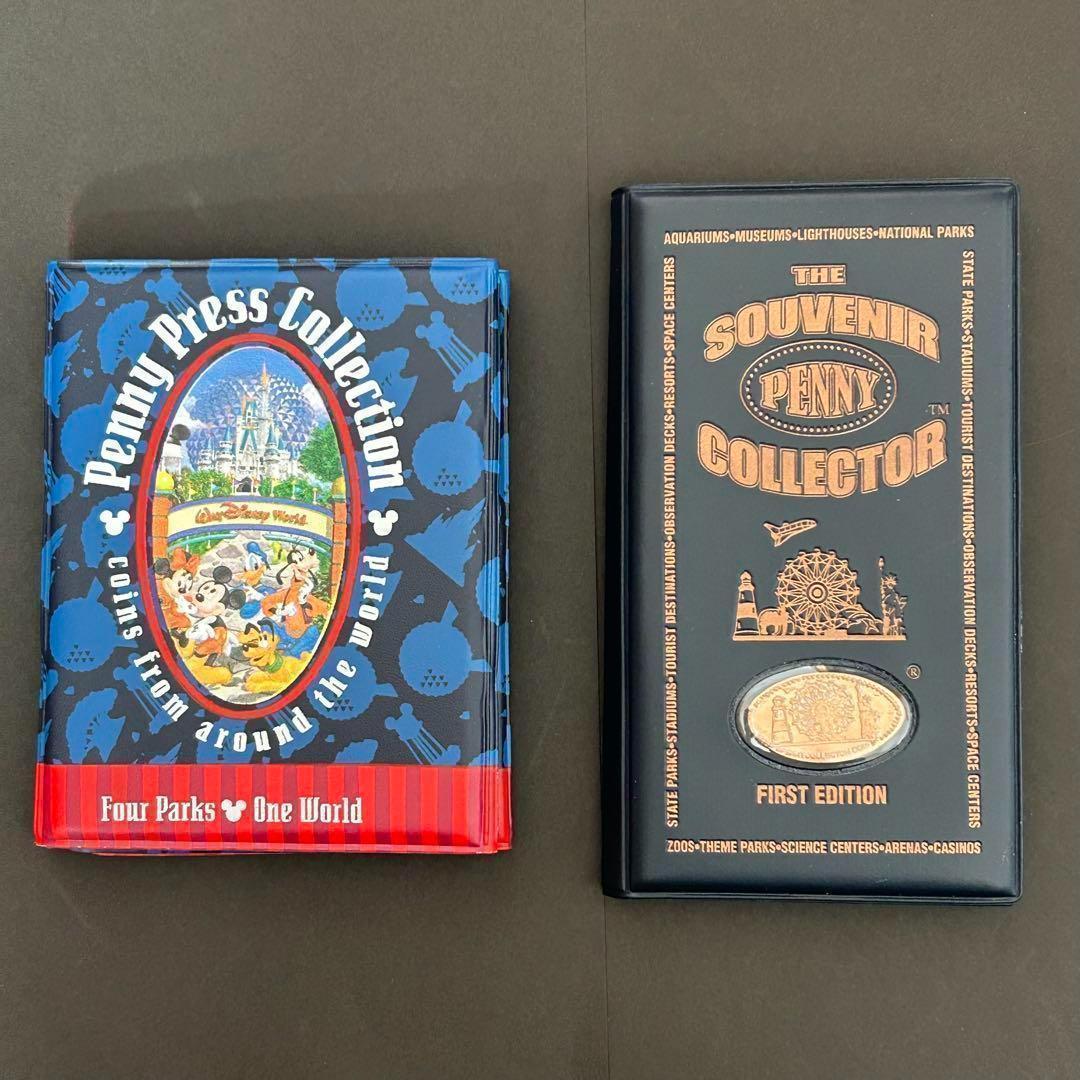 Penny Press Collection
coins from around the world
Walt Disney World
Four Parks One World
AQUARIUMS•MUSEUMS•LIGHTHOUSES•NATIONAL PARKS
STATE PARKS•STADIUMS•TOURIST DESTINATIONS•OBSERVATION DECKS•RESORTS•SPACE CENTERS
THE
SOUVENIR
PENNY
COLLECTOR™
®
FIRST EDITION
STATE PARKS•STADIUMS•TOURIST DESTINATIONS•OBSERVATION DECKS•RESORTS•SPACE CENTERS
ZOOS•THEME PARKS•SCIENCE CENTERS•ARENAS•CASINOS